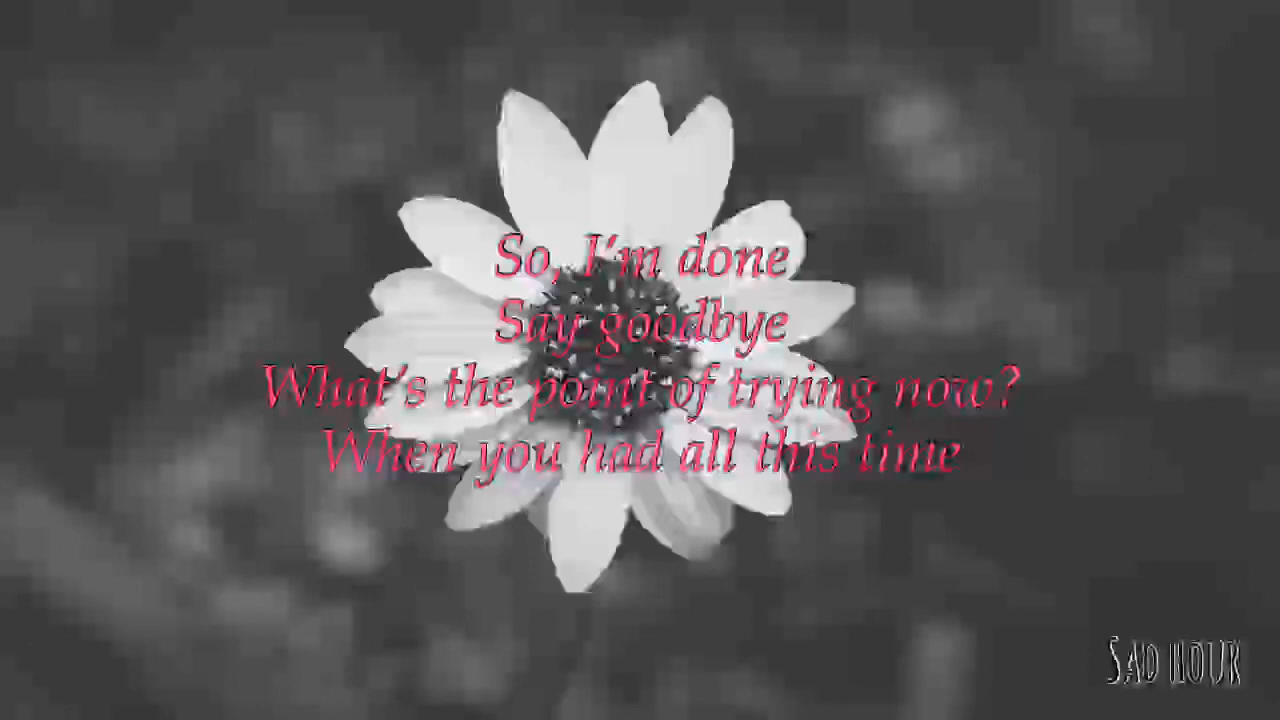 So, I'm done
Say goodbye
What's the point of trying now?
When you had all this time
SAD HOUR